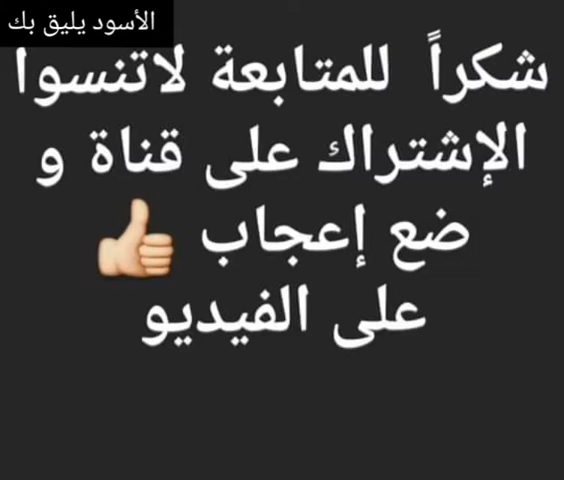 الأسود يليق بك
شكراً للمتابعة لاتنسوا
الإشتراك على قناة و
ضع إعجاب 👍
على الفيديو